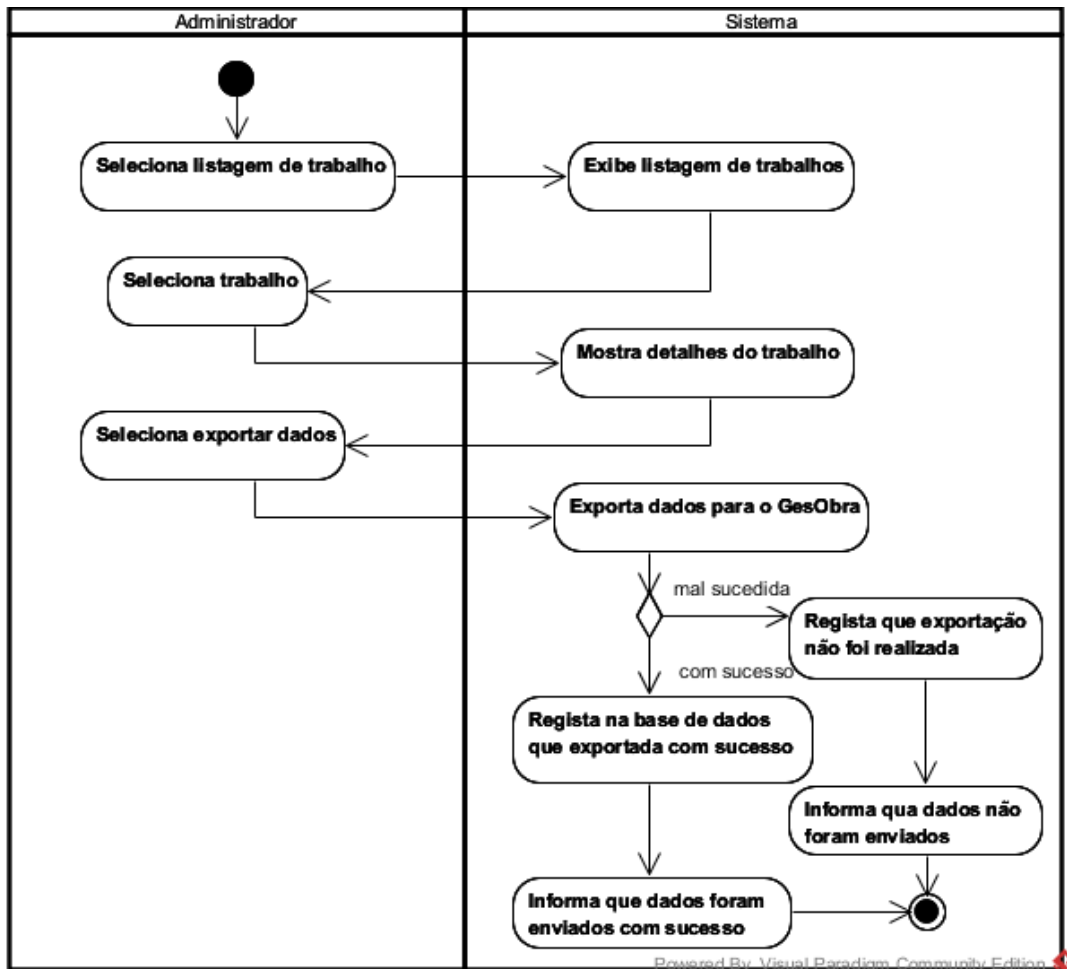 Administrador
Sistema
Seleciona listagem de trabalho
Exibe listagem de trabalhos
Seleciona trabalho
Mostra detalhes do trabalho
Seleciona exportar dados
Exporta dados para o GesObra
mal sucedida
Regista que exportação
não foi realizada
com sucesso
Regista na base de dados
que exportada com sucesso
Informa qua dados não
foram enviados
Informa que dados foram
enviados com sucesso
Powered By Visual Paradigm Community Edition